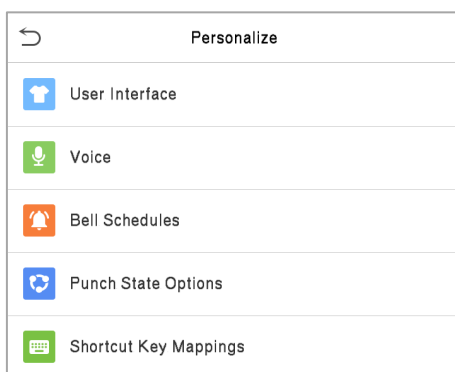 Personalize
User Interface
Voice
Bell Schedules
Punch State Options
Shortcut Key Mappings